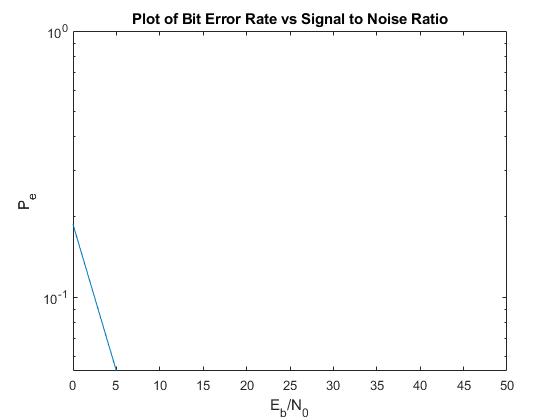 Plot of Bit Error Rate vs Signal to Noise Ratio
10^0
P_e
10^-1
0 5 10 15 20 25 30 35 40 45 50
E_b/N_0